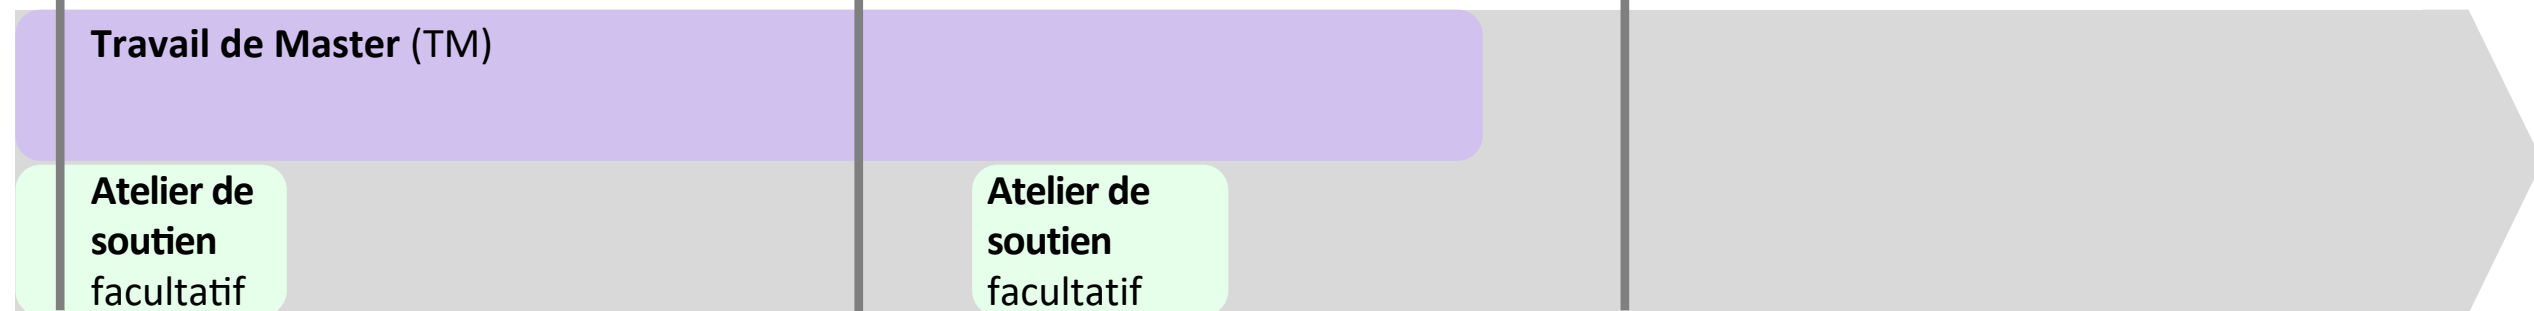 Travail de Master (TM)
Atelier de
soutien
facultatif
Atelier de
soutien
facultatif